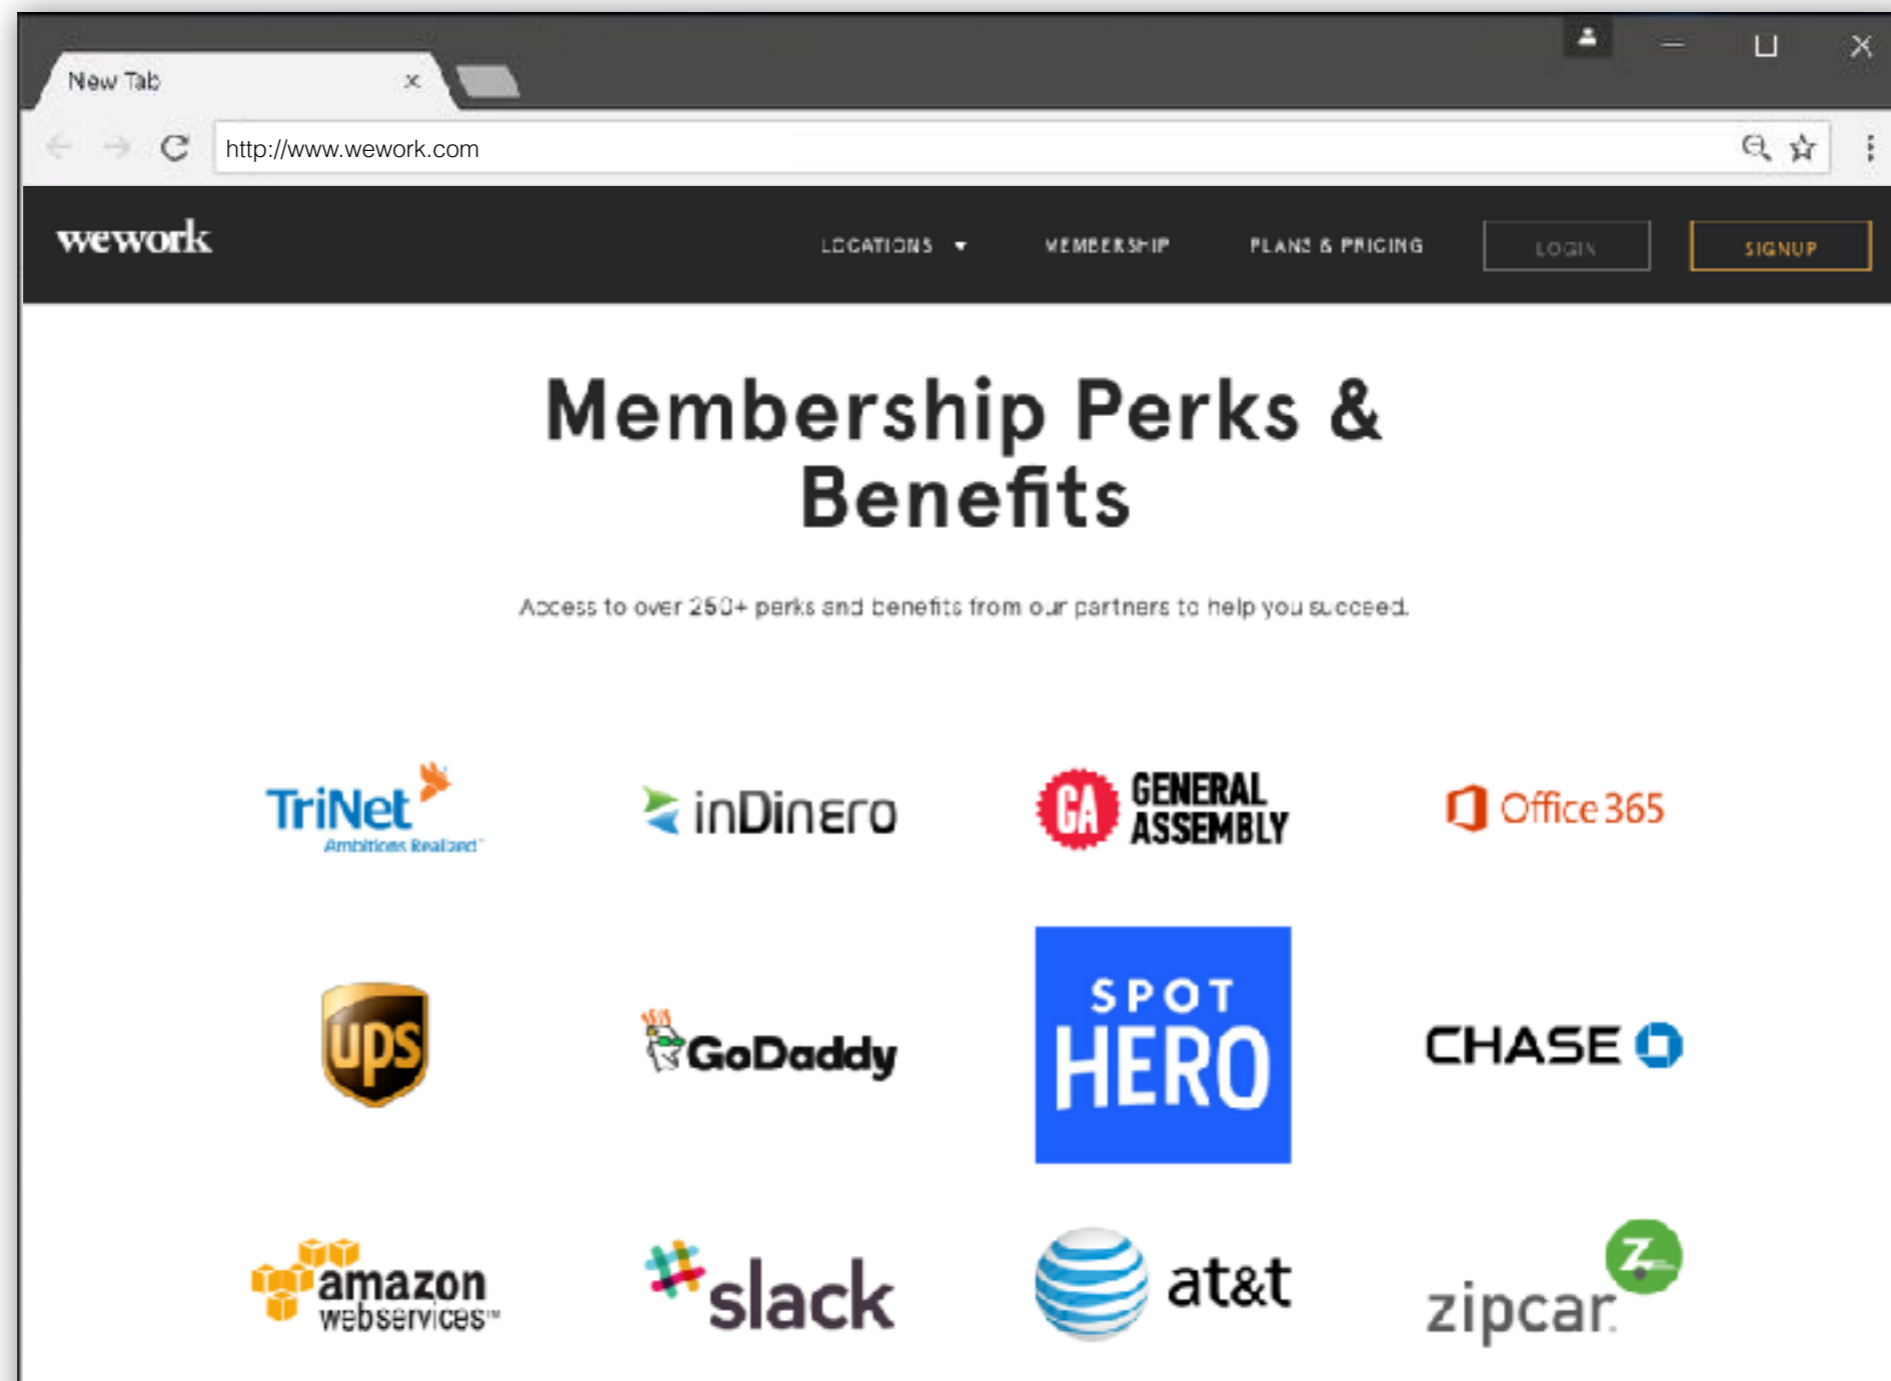 New Tab
http://www.wework.com
wework
LOCATIONS
MEMBERSHIP
PLANS & PRICING
LOGIN
SIGNUP
Membership Perks &
Benefits
Access to over 250+ perks and benefits from our partners to help you succeed.
TriNet
Ambitions Realized™
inDinero
GA
GENERAL
ASSEMBLY
Office 365
ups
GoDaddy
SPOT
HERO
CHASE
amazon
webservices™
slack
at&t
zipcar.
Z